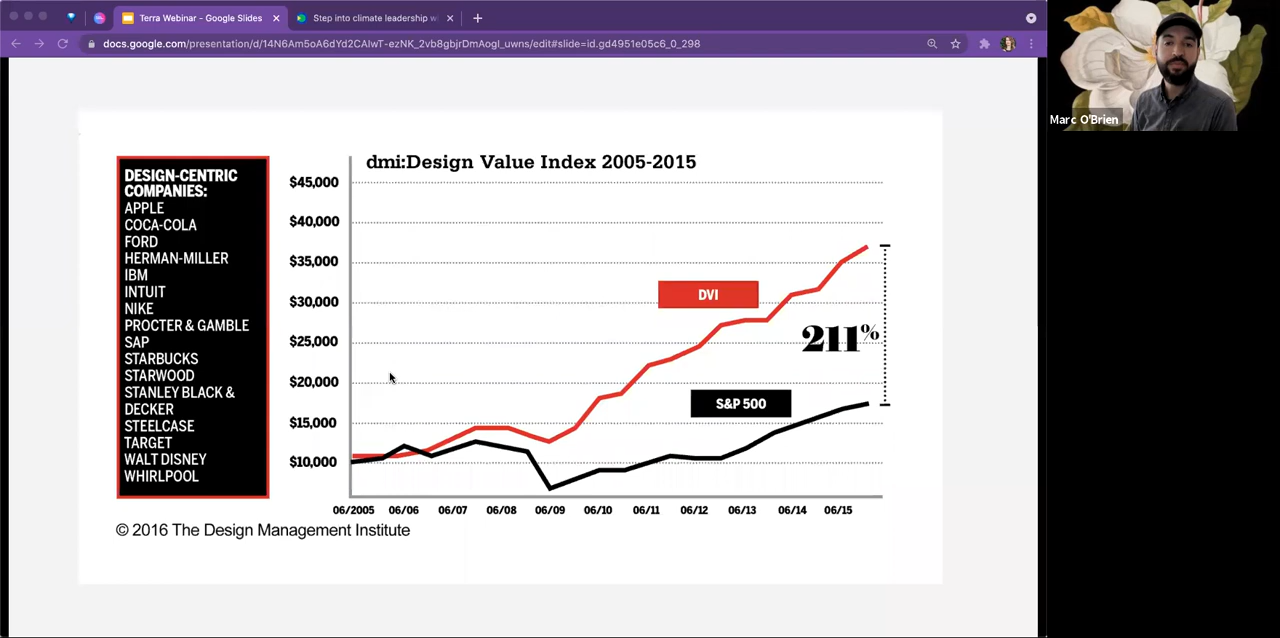 Terra Webinar - Google Slides
Step into climate leadership w
docs.google.com/presentation/d/14N6Am5oA6dYd2CAlwT-ezNK_2vb8gbjrDmAogI_uwns/edit#slide=id.gd4951e05c6_0_298
Marc O'Brien
DESIGN-CENTRIC
COMPANIES:
APPLE
COCA-COLA
FORD
HERMAN-MILLER
IBM
INTUIT
NIKE
PROCTER & GAMBLE
SAP
STARBUCKS
STARWOOD
STANLEY BLACK &
DECKER
STEELCASE
TARGET
WALT DISNEY
WHIRLPOOL
dmi:Design Value Index 2005-2015
$45,000
$40,000
$35,000
$30,000
$25,000
$20,000
$15,000
$10,000
DVI
211%
S&P 500
06/2005 06/06 06/07 06/08 06/09 06/10 06/11 06/12 06/13 06/14 06/15
© 2016 The Design Management Institute